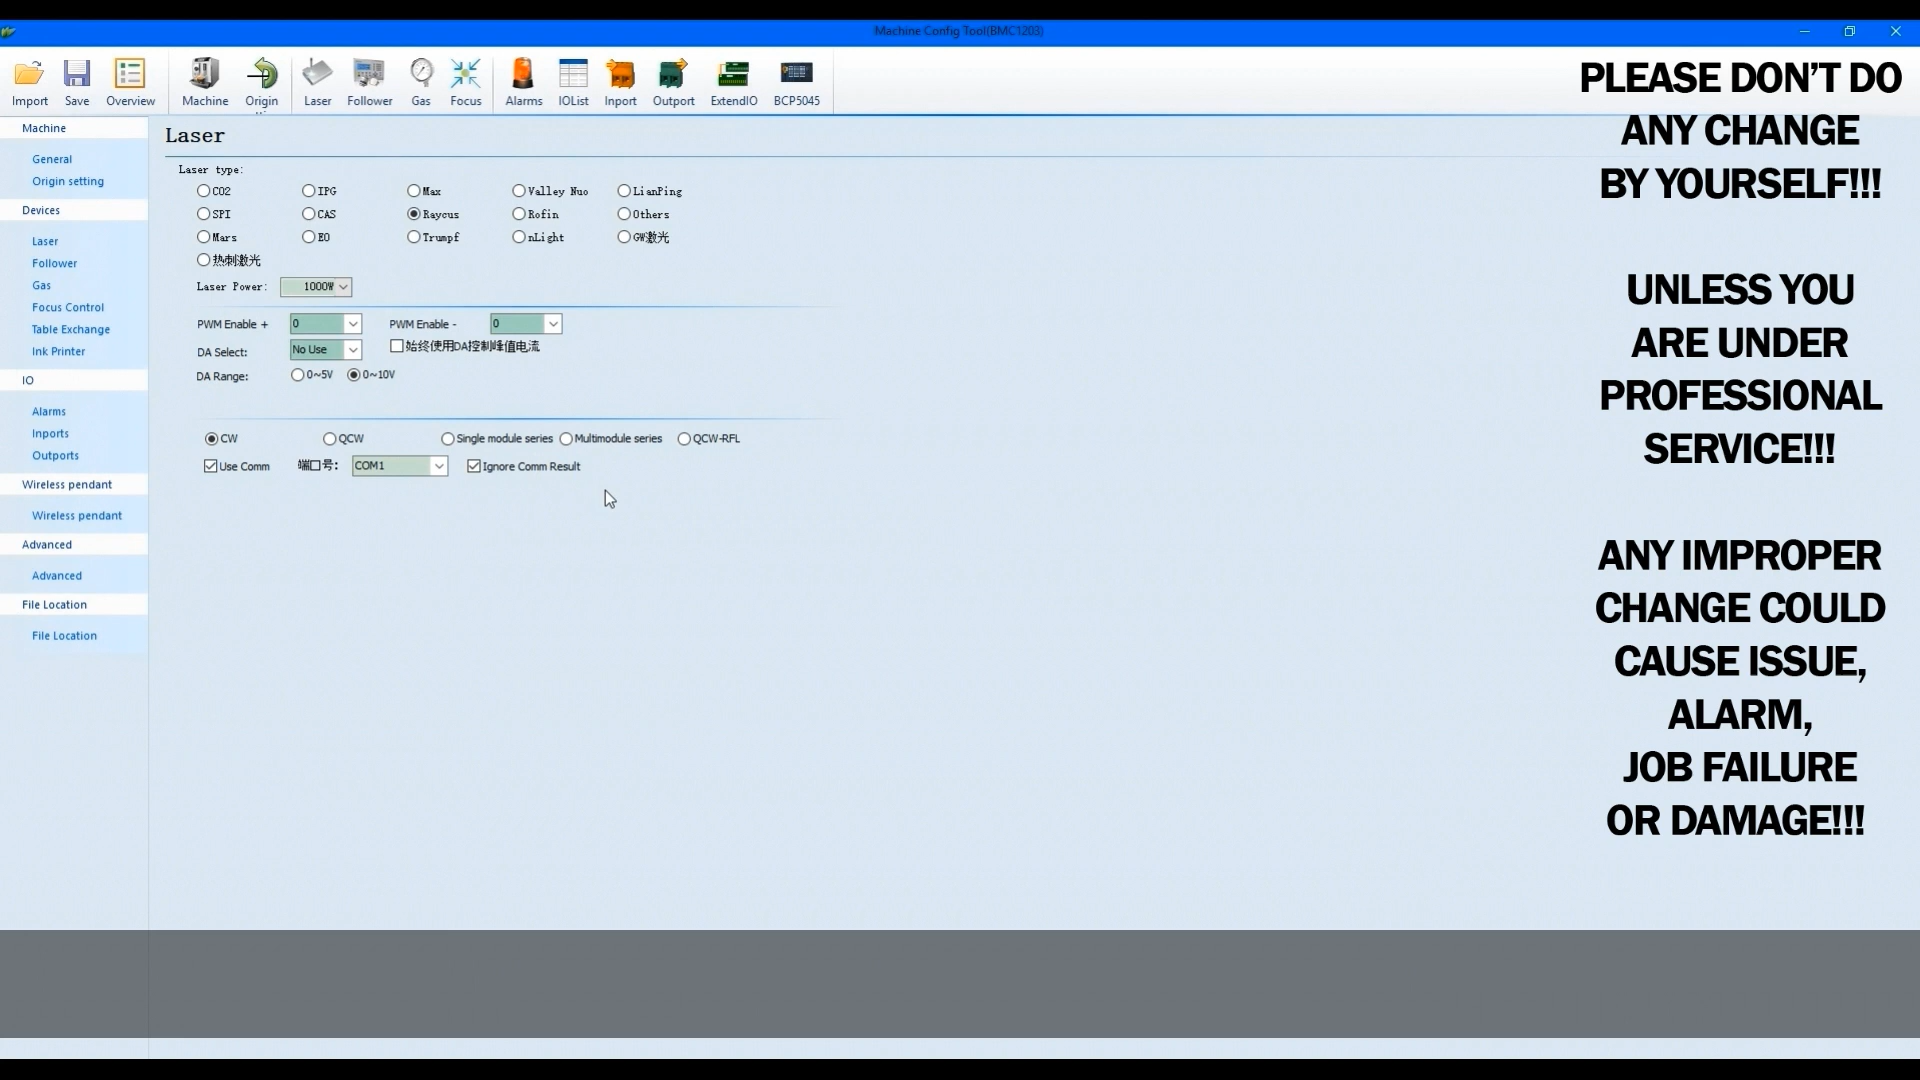 Machine Config Tool(BMC1203)
Import Save Overview Machine Origin Laser Follower Gas Focus Alarms IOList Inport Outport ExtendIO BCP5045
Machine
General
Origin setting
Devices
Laser
Follower
Gas
Focus Control
Table Exchange
Ink Printer
IO
Alarms
Inports
Outports
Wireless pendant
Wireless pendant
Advanced
Advanced
File Location
File Location
Laser
Laser type:
CO2 IPG Max Valley Nuo LianPing
SPI CAS Raycus Rofin Others
Mars EO Trumpf nLight GW激光
热刺激光
Laser Power: 1000W
PWM Enable + 0 PWM Enable - 0
DA Select: No Use 始终使用DA控制峰值电流
DA Range: 0~5V 0~10V
CW QCW Single module series Multimodule series QCW-RFL
Use Comm 端口号: COM1 Ignore Comm Result
PLEASE DON'T DO
ANY CHANGE
BY YOURSELF!!!
UNLESS YOU
ARE UNDER
PROFESSIONAL
SERVICE!!!
ANY IMPROPER
CHANGE COULD
CAUSE ISSUE,
ALARM,
JOB FAILURE
OR DAMAGE!!!